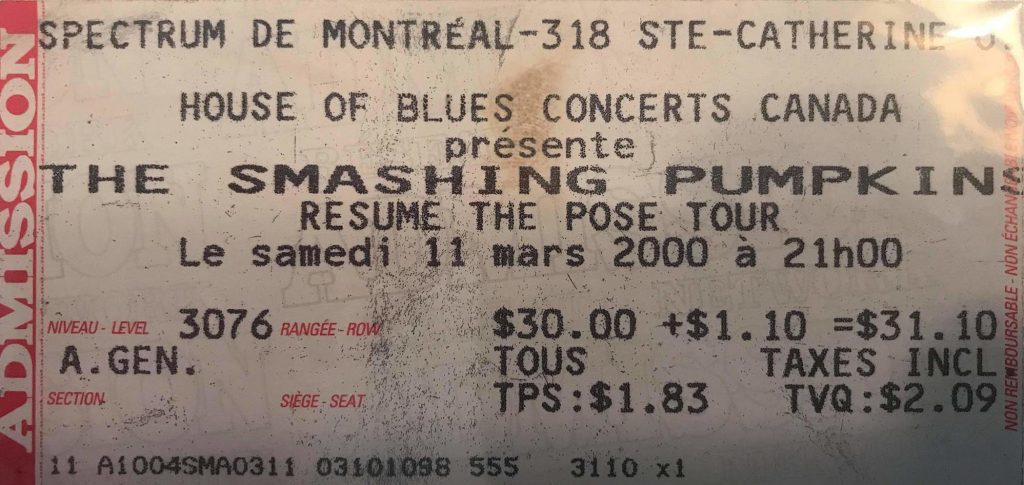 ADMISSION
SPECTRUM DE MONTRÉAL-318 STE-CATHERINE O.
HOUSE OF BLUES CONCERTS CANADA
présente
THE SMASHING PUMPKIN
RESUME THE POSE TOUR
Le samedi 11 mars 2000 à 21h00
NIVEAU - LEVEL 3076 RANGÉE - ROW $30.00 +$1.10 =$31.10
A.GEN. TOUS TAXES INCL
SECTION SIÈGE - SEAT TPS:$1.83 TVQ:$2.09
11 A1004SMA0311 03101098 555 3110 x1
NON REMBOURSABLE - NON ÉCHANGEABLE